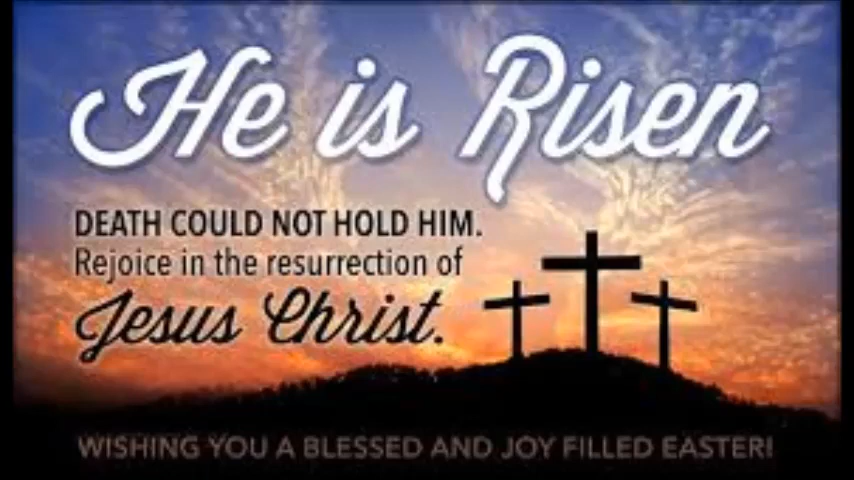 He is Risen
DEATH COULD NOT HOLD HIM.
Rejoice in the resurrection of
Jesus Christ.
WISHING YOU A BLESSED AND JOY FILLED EASTER!